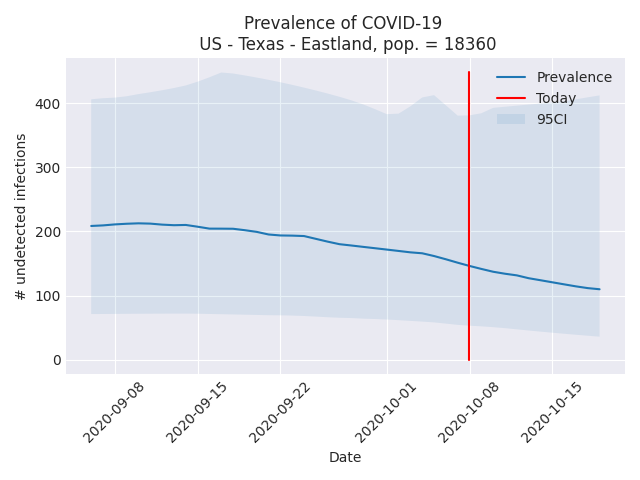 Prevalence of COVID-19
US - Texas - Eastland, pop. = 18360
Prevalence
Today
95CI
# undetected infections
400
300
200
100
0
2020-09-08
2020-09-15
2020-09-22
2020-10-01
2020-10-08
2020-10-15
Date